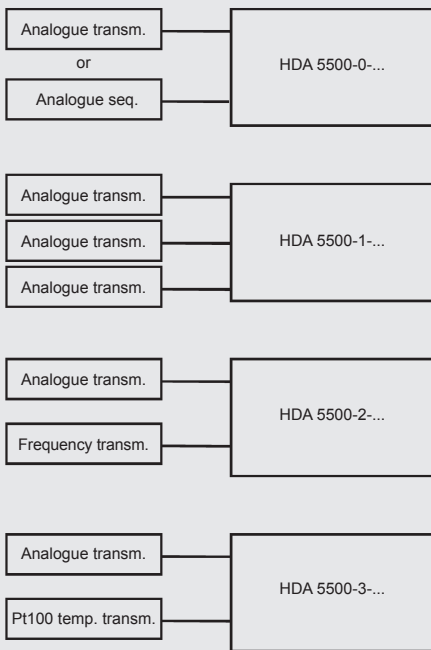 Analogue transm.
or
Analogue seq.
HDA 5500-0-...
Analogue transm.
Analogue transm.
Analogue transm.
HDA 5500-1-...
Analogue transm.
Frequency transm.
HDA 5500-2-...
Analogue transm.
Pt100 temp. transm.
HDA 5500-3-...